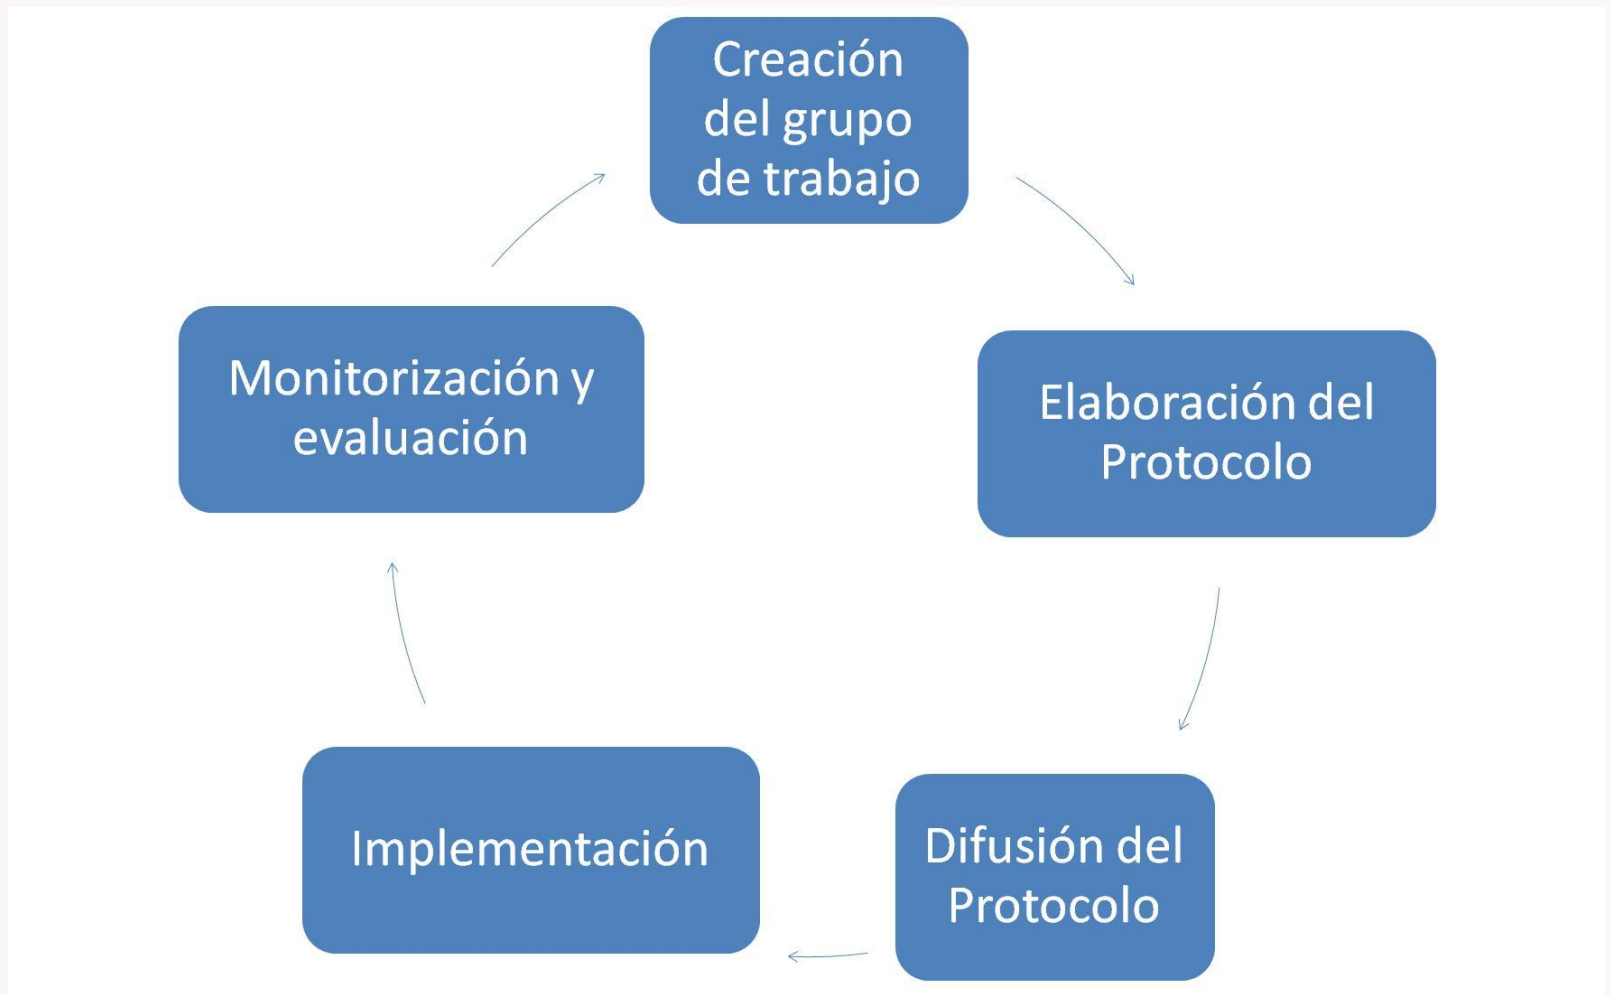 Creación
del grupo
de trabajo
Elaboración del
Protocolo
Difusión del
Protocolo
Implementación
Monitorización y
evaluación